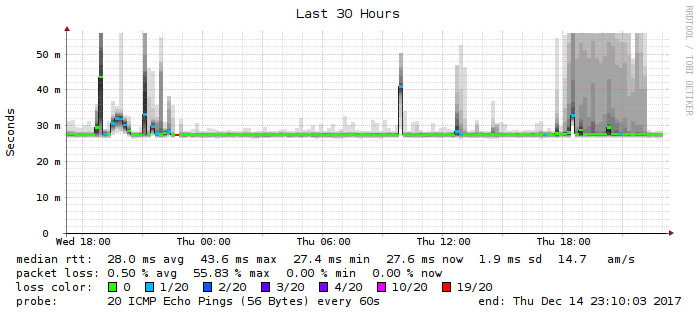 Last 30 Hours
RRDTOOL / TOBI OETIKER
Seconds
50 m
40 m
30 m
20 m
10 m
0
Wed 18:00 Thu 00:00 Thu 06:00 Thu 12:00 Thu 18:00
median rtt: 28.0 ms avg 43.6 ms max 27.4 ms min 27.6 ms now 1.9 ms sd 14.7 am/s
packet loss: 0.50 % avg 55.83 % max 0.00 % min 0.00 % now
loss color: 0 1/20 2/20 3/20 4/20 10/20 19/20
probe: 20 ICMP Echo Pings (56 Bytes) every 60s end: Thu Dec 14 23:10:03 2017